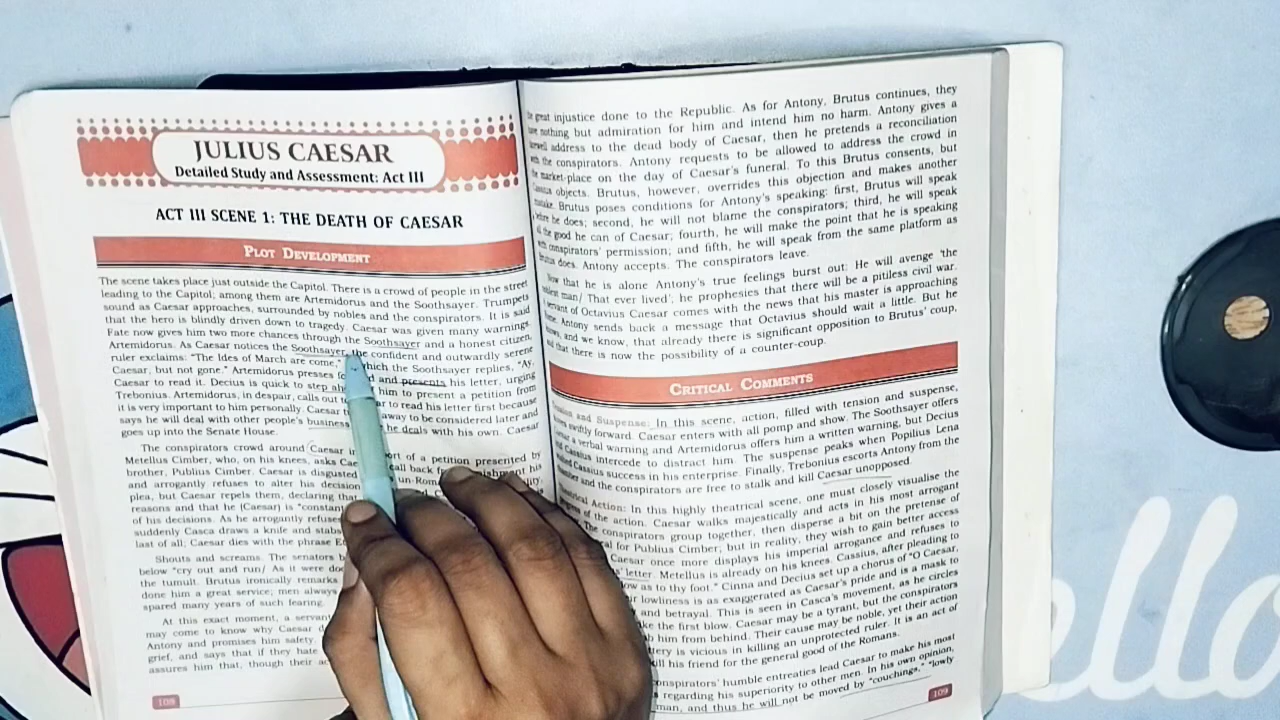 JULIUS CAESAR
Detailed Study and Assessment: Act III
ACT III SCENE 1: THE DEATH OF CAESAR
PLOT DEVELOPMENT
The scene takes place just outside the Capitol. There is a crowd of people in the street
leading to the Capitol; among them are Artemidorus and the Soothsayer. Trumpets
sound as Caesar approaches, surrounded by nobles and the conspirators. It is said
that the hero is blindly driven down to tragedy. Caesar was given many warnings.
Fate now gives him two more chances through the Soothsayer and a honest citizen,
Artemidorus. As Caesar notices the Soothsayer, the confident and outwardly serene
ruler exclaims: “The Ides of March are come,” which the Soothsayer replies, “Ay,
Caesar, but not gone.” Artemidorus presses and presents his letter, urging
Caesar to read it. Decius is quick to step him to present a petition from
Trebonius. Artemidorus, in despair, calls out to read his letter first because
it is very important to him personally. Caesar away to be considered later and
says he will deal with other people's business he deals with his own. Caesar
goes up into the Senate House.
The conspirators crowd around Caesar in of a petition presented by
Metellus Cimber, who, on his knees, asks call back
brother, Publius Cimber. Caesar is disgusted his
and arrogantly refuses to alter his decision
plea, but Caesar repels them, declaring that
reasons and that he (Caesar) is “constant
of his decisions. As he arrogantly refuses
suddenly Casca draws a knife and stabs
last of all; Caesar dies with the phrase
Shouts and screams. The senators
below “cry out and run/ As it were
the tumult. Brutus ironically remarks
done him a great service; men always
spared many years of such fearing.
At this exact moment, a servant
may come to know why Caesar
Antony and promises him safety.
grief, and says that if they hate
assures him that, though their
108
great injustice done to the Republic. As for Antony, Brutus continues, they
nothing but admiration for him and intend him no harm. Antony gives a
address to the dead body of Caesar, then he pretends a reconciliation
the conspirators. Antony requests to be allowed to address the crowd in
market-place on the day of Caesar's funeral. To this Brutus consents, but
objects. Brutus, however, overrides this objection and makes another
Brutus poses conditions for Antony's speaking: first, Brutus will speak
before he does; second, he will not blame the conspirators; third, he will speak
the good he can of Caesar; fourth, he will make the point that he is speaking
conspirators' permission; and fifth, he will speak from the same platform as
does. Antony accepts. The conspirators leave.
Now that he is alone Antony's true feelings burst out: He will avenge ‘the
man/ That ever lived’, he prophesies that there will be a pitiless civil war.
servant of Octavius Caesar comes with the news that his master is approaching
Antony sends back a message that Octavius should wait a little. But he
and we know, that already there is significant opposition to Brutus' coup,
that there is now the possibility of a counter-coup.
CRITICAL COMMENTS
and Suspense: In this scene, action, filled with tension and suspense,
swiftly forward. Caesar enters with all pomp and show. The Soothsayer offers
a verbal warning and Artemidorus offers him a written warning, but Decius
and Cassius intercede to distract him. The suspense peaks when Popilius Lena
Cassius success in his enterprise. Finally, Trebonius escorts Antony from the
and the conspirators are free to stalk and kill Caesar unopposed.
Action: In this highly theatrical scene, one must closely visualise the
of the action. Caesar walks majestically and acts in his most arrogant
The conspirators group together, then disperse a bit on the pretense of
for Publius Cimber; but in reality, they wish to gain better access
Caesar once more displays his imperial arrogance and refuses to
letter. Metellus is already on his knees. Cassius, after pleading
low as to thy foot.” Cinna and Decius set up a chorus of “O Caesar,
lowliness is as exaggerated as Caesar's pride and is a mask to
and betrayal. This is seen in Casca's movement, as he circles
the first blow. Caesar may be a tyrant, but the conspirators
him from behind. Their cause may be noble, yet their action
is vicious in killing an unprotected ruler. It is an act of
his friend for the general good of the Romans.
conspirators' humble entreaties lead Caesar to make his most
regarding his superiority to other men. In his own opinion,
man, and thus he will not be moved by “couchings,” “lowly
109
ello